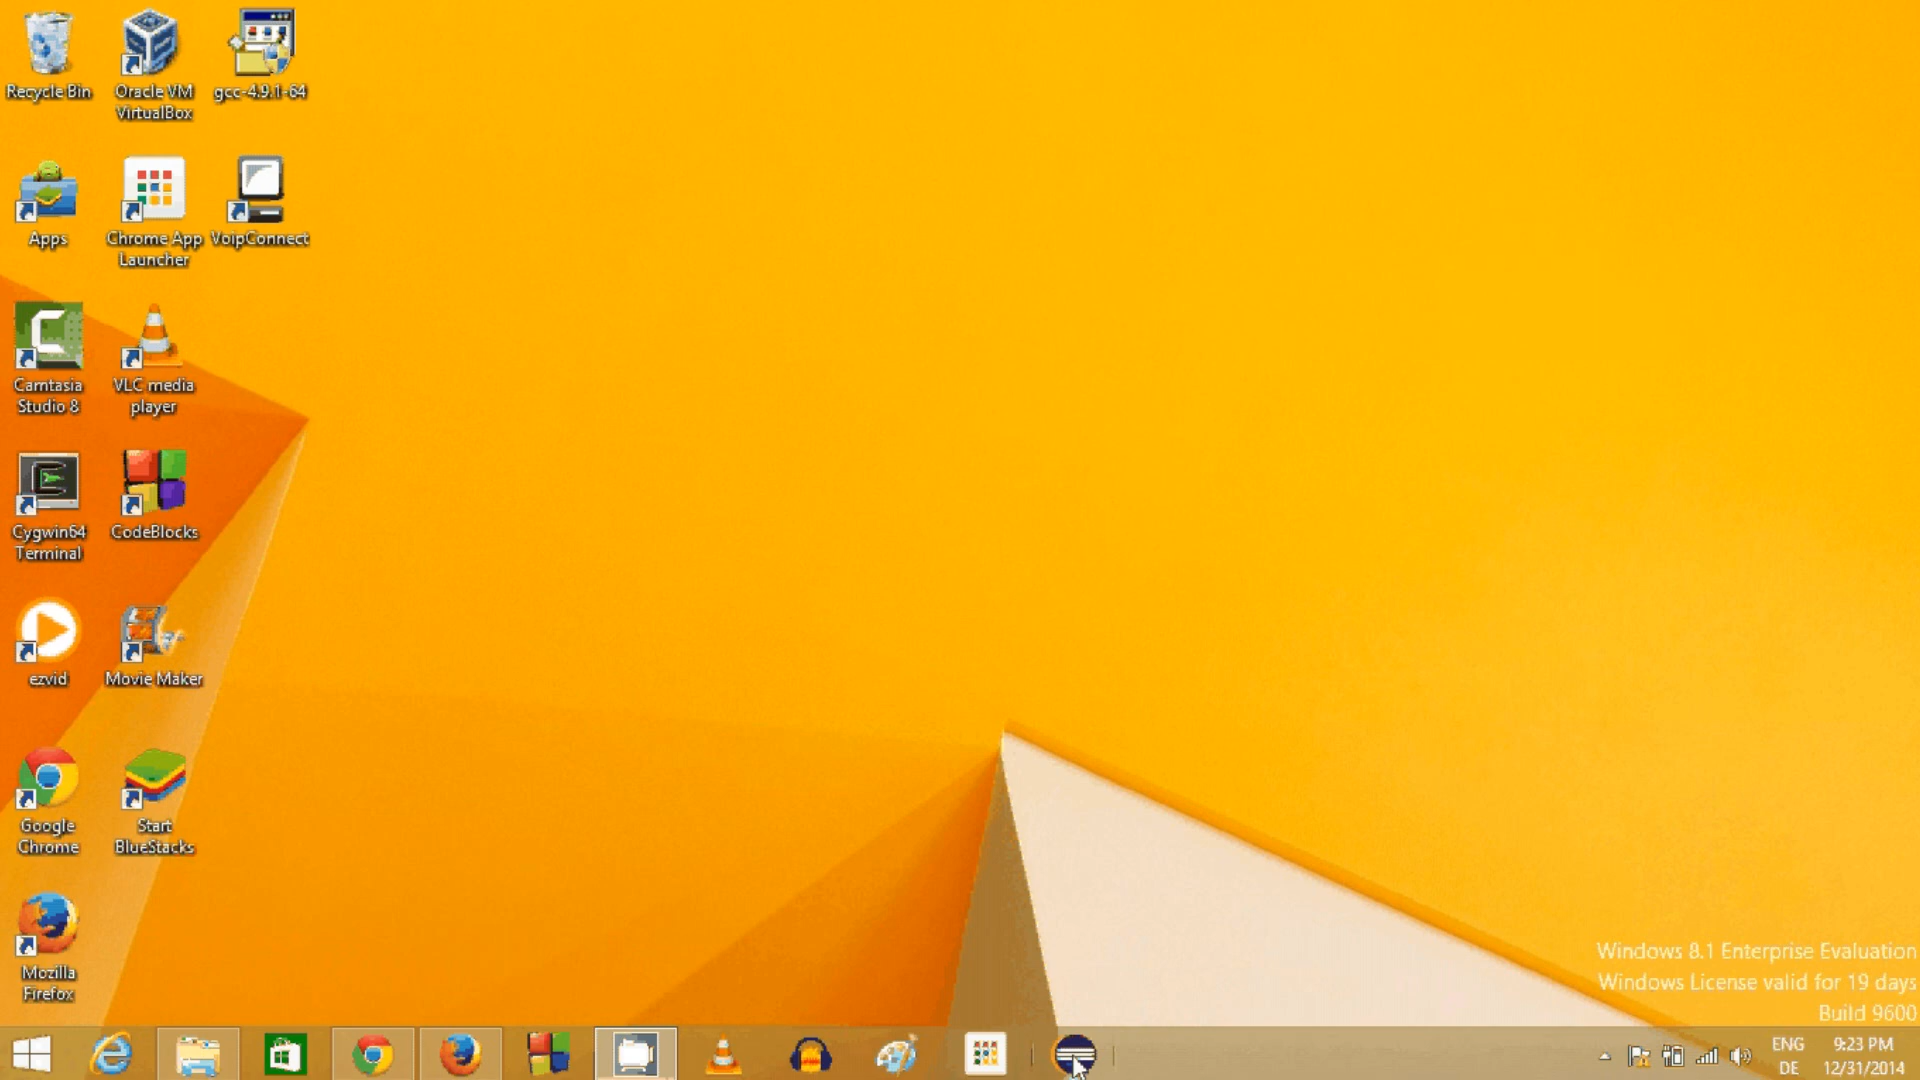 Recycle Bin
Oracle VM
VirtualBox
gcc-4.9.1-64
Apps
Chrome App
Launcher
VoipConnect
Camtasia
Studio 8
VLC media
player
Cygwin64
Terminal
CodeBlocks
ezvid
Movie Maker
Google
Chrome
Start
BlueStacks
Mozilla
Firefox
Windows 8.1 Enterprise Evaluation
Windows License valid for 19 days
Build 9600
ENG
DE
9:23 PM
12/31/2014